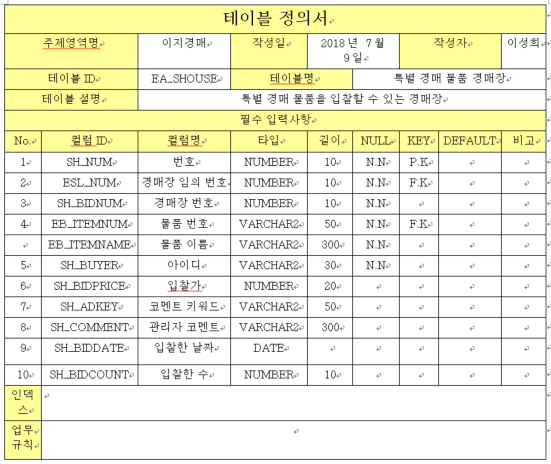 테이블 정의서
주제영역명 이지경매 작성일 2018 년 7 월 9 일 작성자 이성희
테이블 ID EA_SHOUSE 테이블명 특별 경매 물품 경매장
테이블 설명 특별 경매 물품을 입찰할 수 있는 경매장
필수 입력사항
No. 컬럼 ID 컬럼명 타입 길이 NULL KEY DEFAULT 비고
1 SH_NUM 번호 NUMBER 10 N.N P.K
2 ESL_NUM 경매장 임의 번호 NUMBER 10 N.N F.K
3 SH_BIDNUM 경매장 번호 NUMBER 10 N.N
4 EB_ITEMNUM 물품 번호 VARCHAR2 50 N.N F.K
EB_ITEMNAME 물품 이름 VARCHAR2 300 N.N
5 SH_BUYER 아이디 VARCHAR2 30 N.N
6 SH_BIDPRICE 입찰가 NUMBER 20
7 SH_ADKEY 코멘트 키워드 VARCHAR2 50
8 SH_COMMENT 관리자 코멘트 VARCHAR2 300
9 SH_BIDDATE 입찰한 날짜 DATE
10 SH_BIDCOUNT 입찰한 수 NUMBER 10
인덱스
업무 규칙